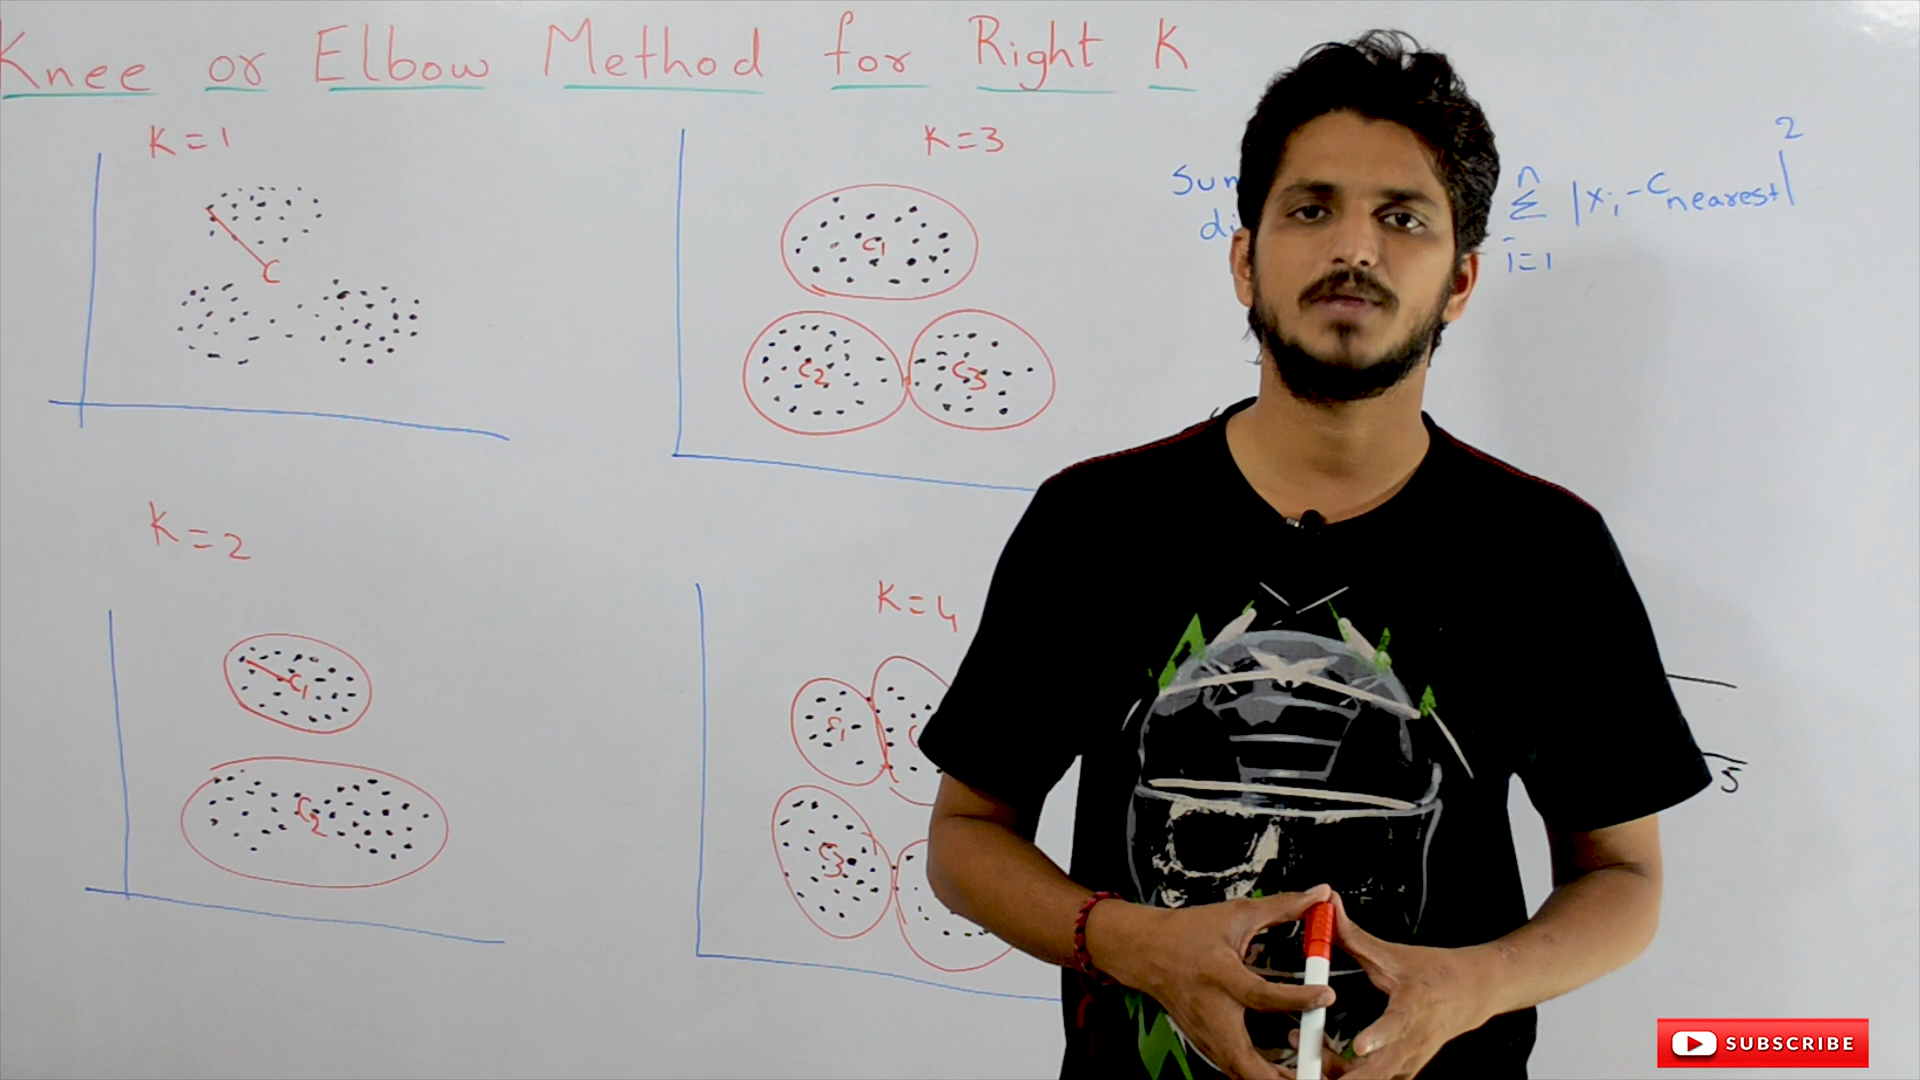 Knee or Elbow Method for Right K
K = 1
C
K = 3
C1
C2 C3
n
Σ |xi - Cnearest|²
i=1
K = 2
C1
C2
K = 4
C1
C3
5
SUBSCRIBE